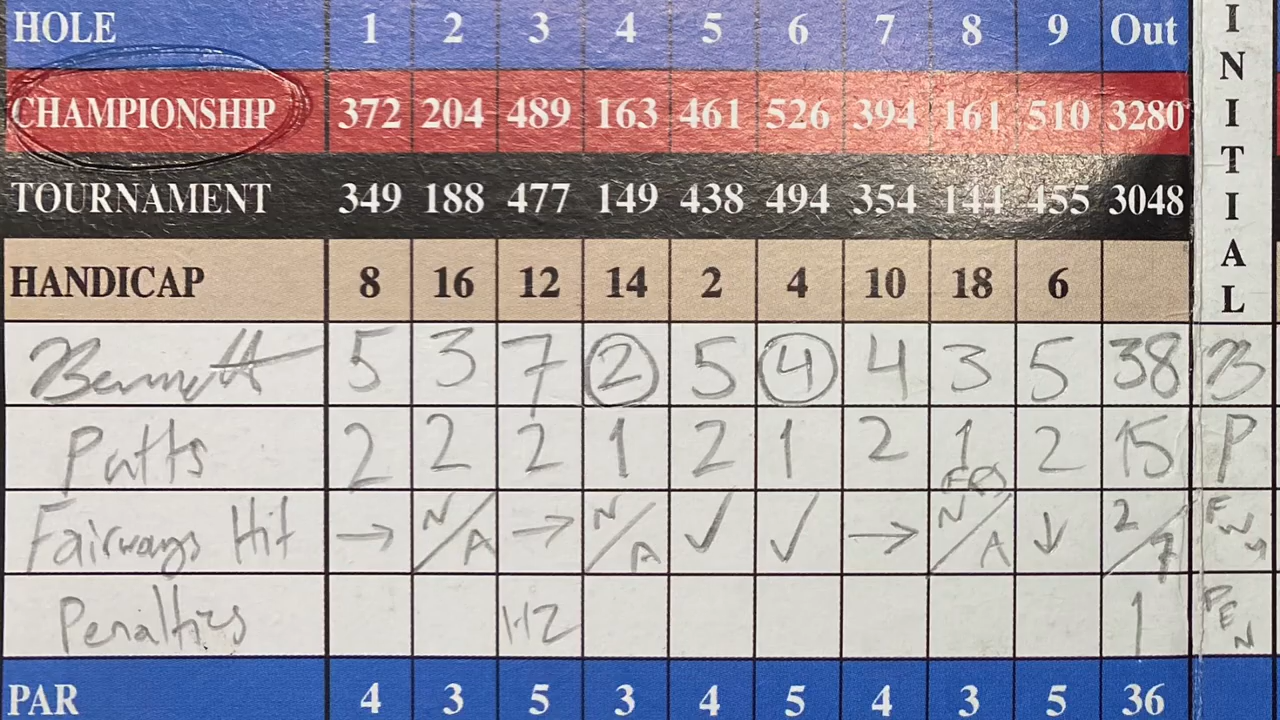 HOLE 1 2 3 4 5 6 7 8 9 Out
CHAMPIONSHIP 372 204 489 163 461 526 394 161 510 3280
TOURNAMENT 349 188 477 149 438 494 354 144 455 3048
HANDICAP 8 16 12 14 2 4 10 18 6
Bennett 5 3 7 2 5 4 4 3 5 38 B
Putts 2 2 2 1 2 1 2 1 2 15 P
Fairways Hit → N/A → N/A ✓ ✓ → N/A ↓ 2/7 FWY
Penalties H2 1 PEN
PAR 4 3 5 3 4 5 4 3 5 36
INITIAL